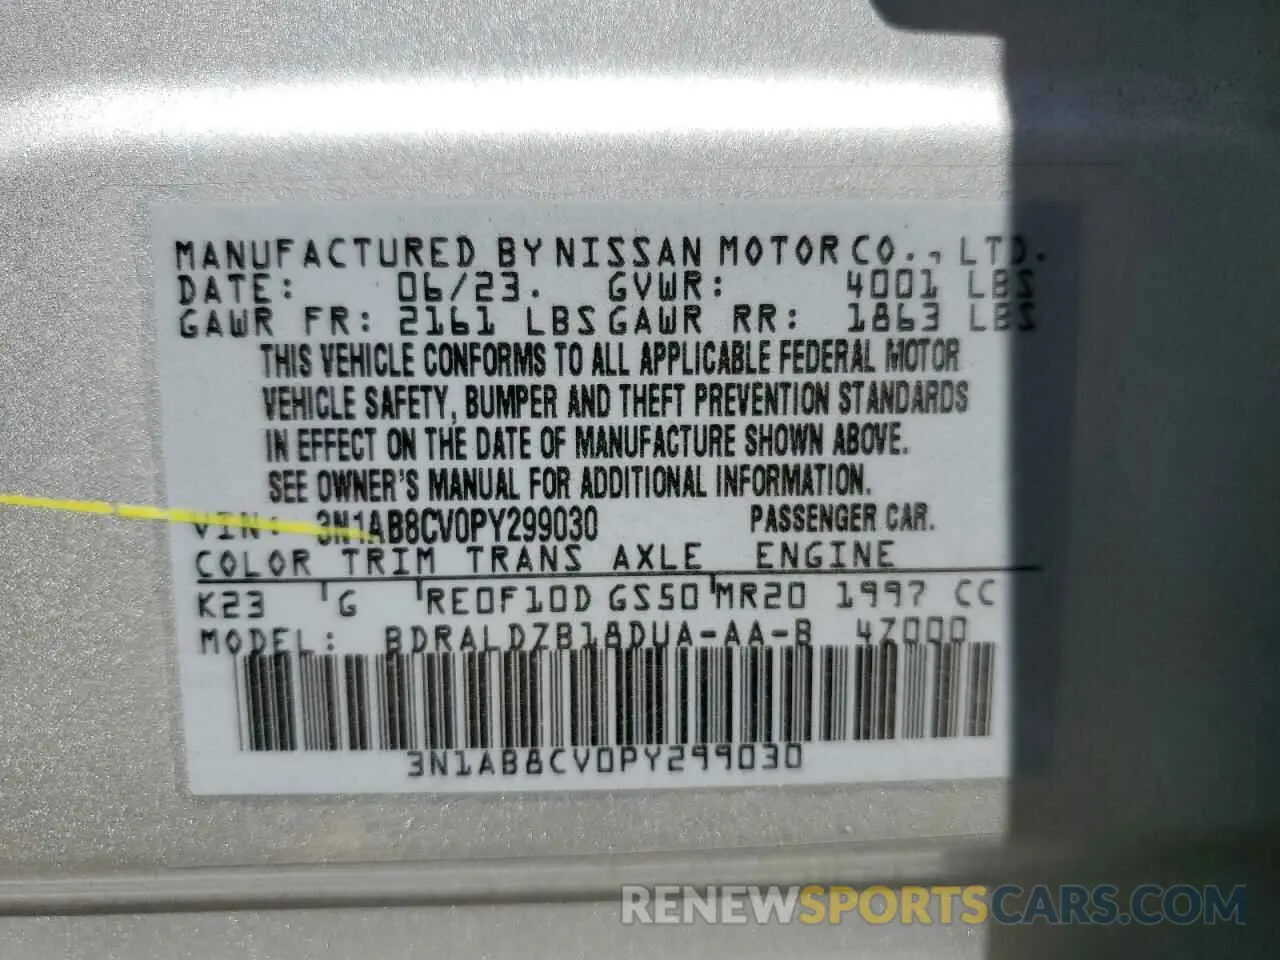 MANUFACTURED BY NISSAN MOTOR CO., LTD.
DATE: 06/23. GVWR: 4001 LBS
GAWR FR: 2161 LBS GAWR RR: 1863 LBS
THIS VEHICLE CONFORMS TO ALL APPLICABLE FEDERAL MOTOR
VEHICLE SAFETY, BUMPER AND THEFT PREVENTION STANDARDS
IN EFFECT ON THE DATE OF MANUFACTURE SHOWN ABOVE.
SEE OWNER'S MANUAL FOR ADDITIONAL INFORMATION.
VIN: 3N1AB8CV0PY299030 PASSENGER CAR.
COLOR TRIM TRANS AXLE ENGINE
K23 G RE0F10D GS50 MR20 1997 CC
MODEL: BDRALDZB18DUA-AA-B 4Z000
3N1AB8CV0PY299030
RENEWSPORTSCARS.COM